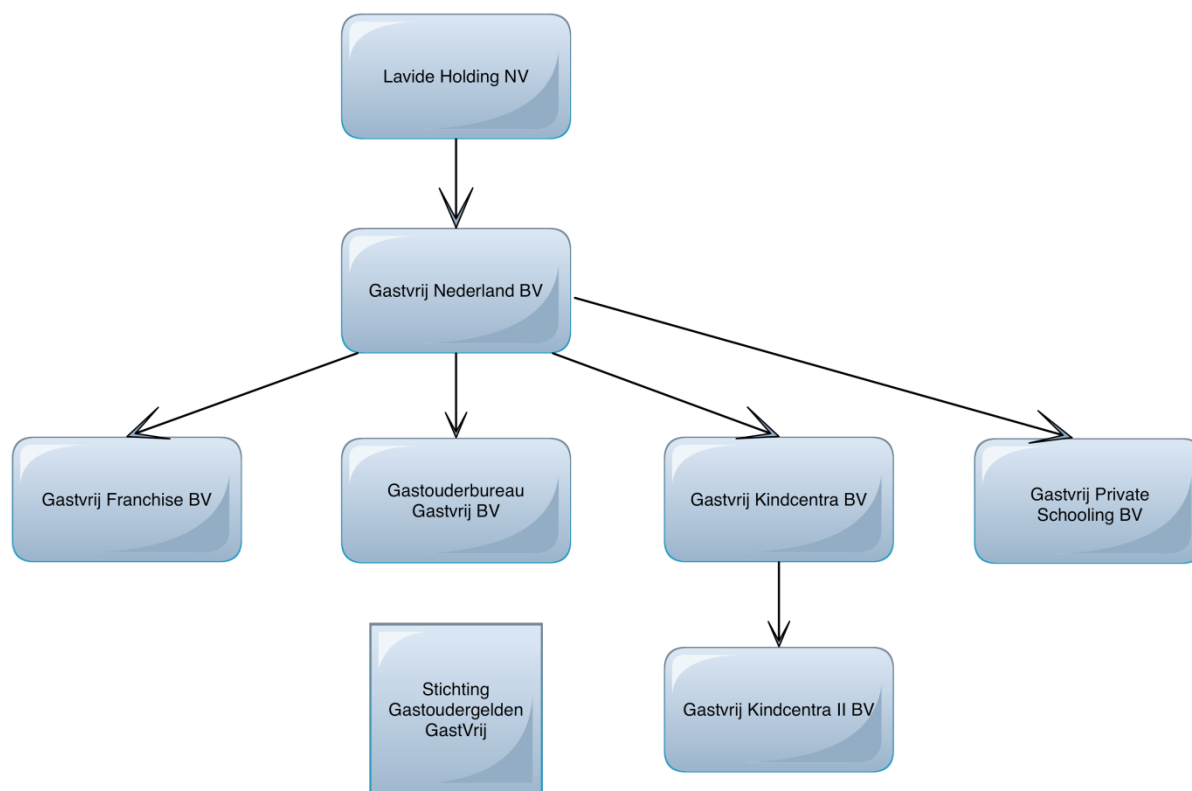 Lavide Holding NV
Gastvrij Nederland BV
Gastvrij Franchise BV
Gastouderbureau
Gastvrij BV
Gastvrij Kindcentra BV
Gastvrij Private
Schooling BV
Stichting
Gastoudergelden
GastVrij
Gastvrij Kindcentra II BV